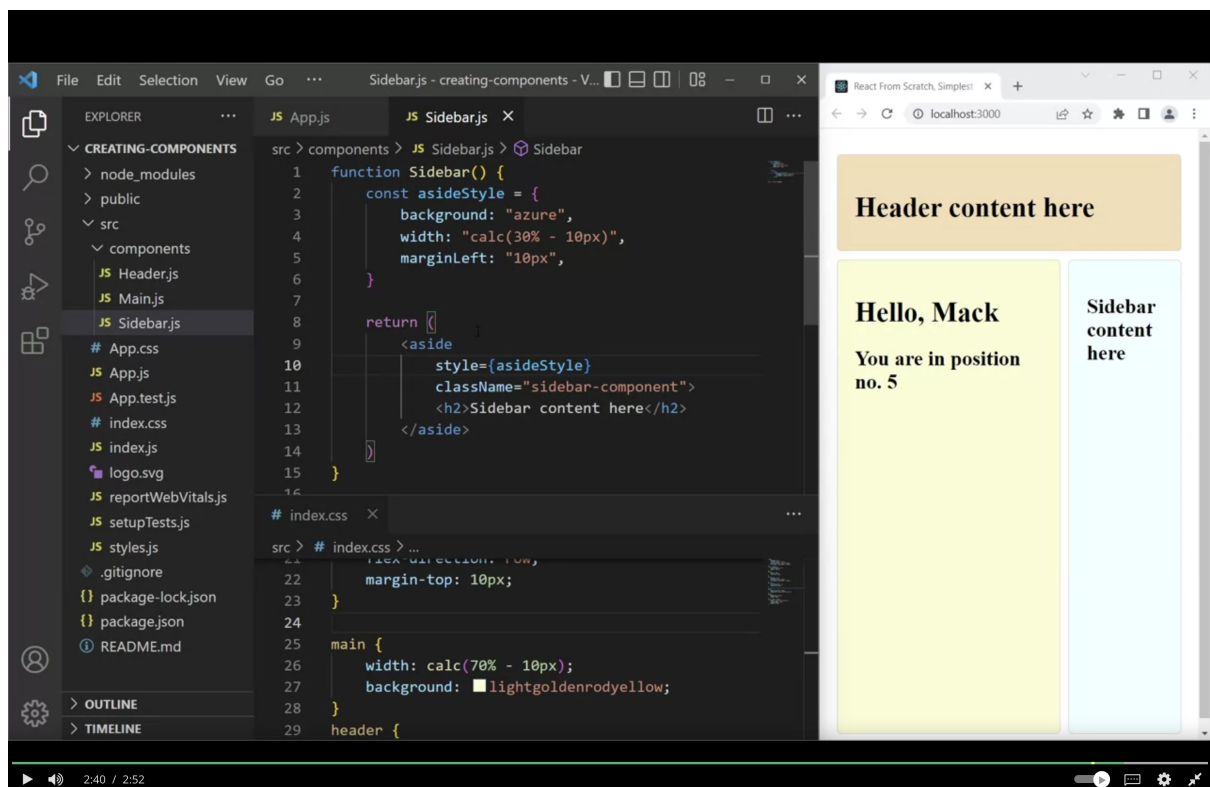 File Edit Selection View Go ··· Sidebar.js - creating-components - V...
EXPLORER ···
CREATING-COMPONENTS
node_modules
public
src
components
JS Header.js
JS Main.js
JS Sidebar.js
# App.css
JS App.js
JS App.test.js
# index.css
JS index.js
logo.svg
JS reportWebVitals.js
JS setupTests.js
JS styles.js
.gitignore
{} package-lock.json
{} package.json
README.md
OUTLINE
TIMELINE
JS App.js JS Sidebar.js
src > components > JS Sidebar.js > Sidebar
1 function Sidebar() {
2 const asideStyle = {
3 background: "azure",
4 width: "calc(30% - 10px)",
5 marginLeft: "10px",
6 }
7
8 return (
9 <aside
10 style={asideStyle}
11 className="sidebar-component">
12 <h2>Sidebar content here</h2>
13 </aside>
14 )
15 }
16
# index.css
src > # index.css > ...
21 flex-direction: row;
22 margin-top: 10px;
23 }
24
25 main {
26 width: calc(70% - 10px);
27 background: lightgoldenrodyellow;
28 }
29 header {
React From Scratch, Simplest
localhost:3000
Header content here
Hello, Mack
You are in position
no. 5
Sidebar
content
here
2:40 / 2:52